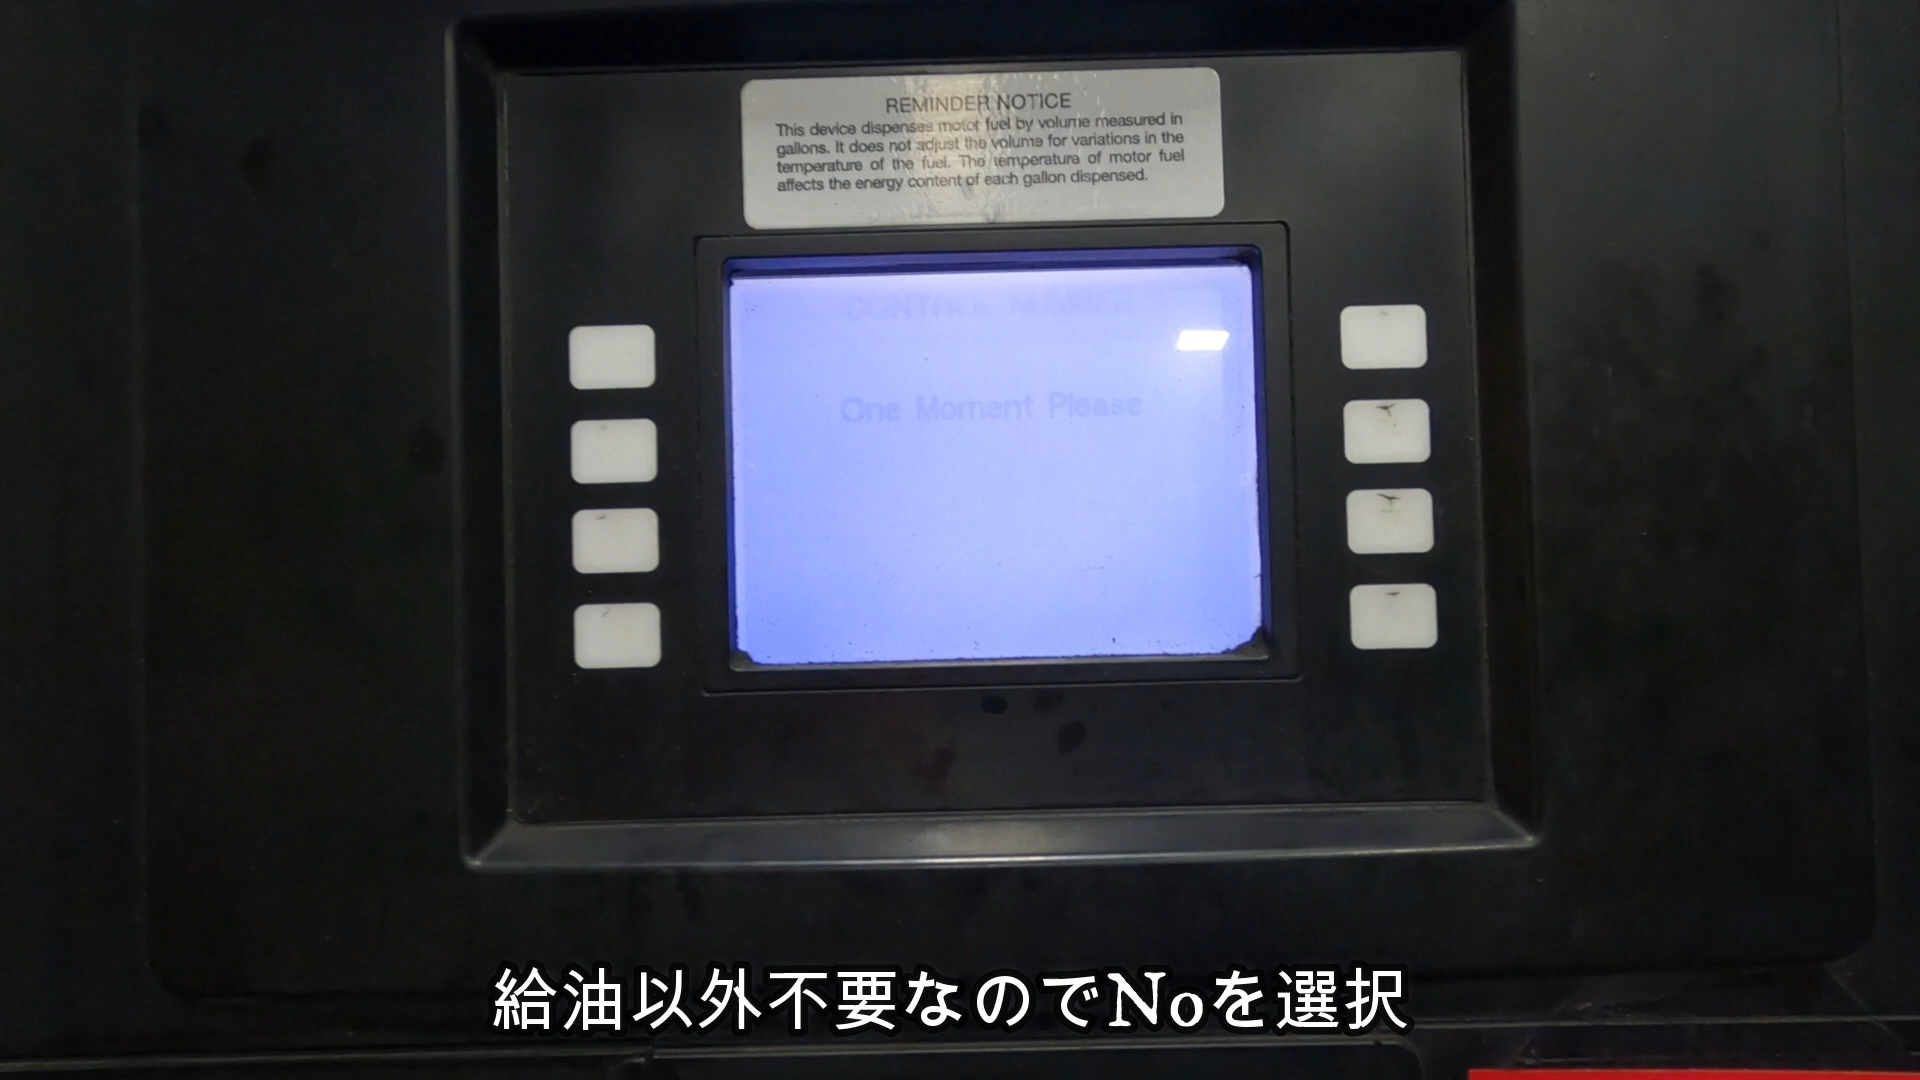 REMINDER NOTICE
This device dispenses motor fuel by volume measured in
gallons. It does not adjust the volume for variations in the
temperature of the fuel. The temperature of motor fuel
affects the energy content of each gallon dispensed.
CONTROL NUMBER
One Moment Please
給油以外不要なのでNoを選択